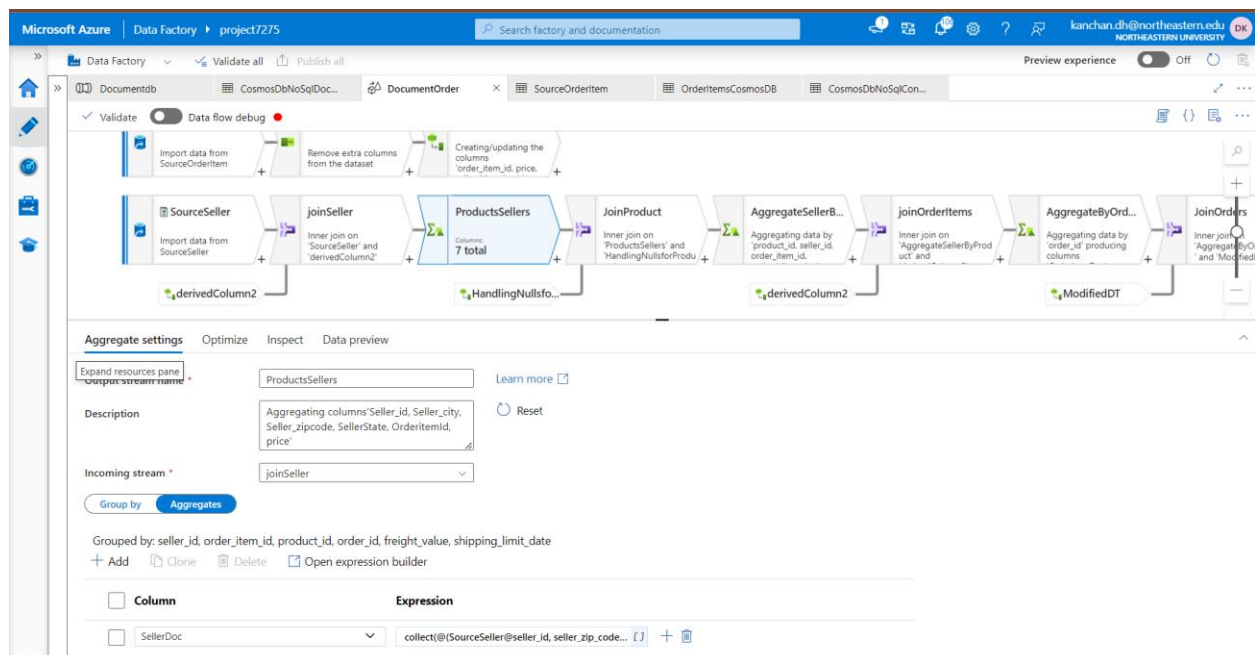 Microsoft Azure | Data Factory ▸ project7275
Search factory and documentation
kanchan.dh@northeastern.edu
NORTHEASTERN UNIVERSITY
DK
Data Factory
Validate all
Publish all
Preview experience
Off
Documentdb
CosmosDbNoSqlDoc...
DocumentOrder
SourceOrderItem
OrderItemsCosmosDB
CosmosDbNoSqlCon...
Validate
Data flow debug
Import data from
SourceOrderItem
Remove extra columns
from the dataset
Creating/updating the
columns
'order_item_id, price,
SourceSeller
Import data from
SourceSeller
joinSeller
Inner join on
'SourceSeller' and
'derivedColumn2'
ProductsSellers
Columns:
7 total
JoinProduct
Inner join on
'ProductsSellers' and
'HandlingNullsforProdu
AggregateSellerB...
Aggregating data by
'product_id, seller_id,
order_item_id,
joinOrderItems
Inner join on
'AggregateSellerByProd
uct' and
AggregateByOrd...
Aggregating data by
'order_id' producing
columns
JoinOrders
Inner join on
'AggregateByO
' and 'Modified
derivedColumn2
HandlingNullsfo...
derivedColumn2
ModifiedDT
Aggregate settings
Optimize
Inspect
Data preview
Expand resources pane
Output stream name *
ProductsSellers
Learn more
Description
Aggregating columns'Seller_id, Seller_city,
Seller_zipcode, SellerState, OrderitemId,
price'
Reset
Incoming stream *
joinSeller
Group by
Aggregates
Grouped by: seller_id, order_item_id, product_id, order_id, freight_value, shipping_limit_date
+ Add
Clone
Delete
Open expression builder
Column
Expression
SellerDoc
collect(@(SourceSeller@seller_id, seller_zip_code...